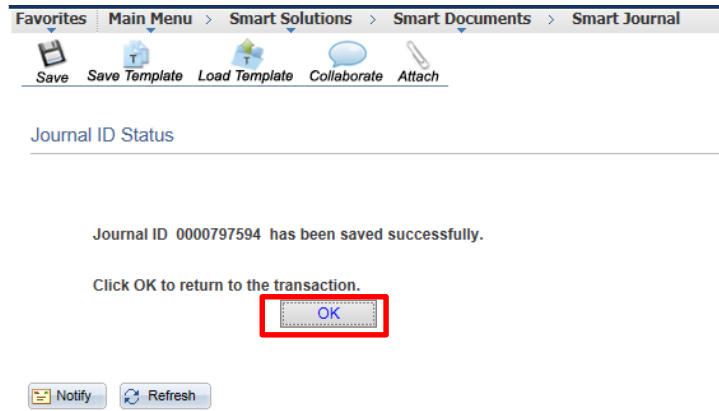 Favorites Main Menu > Smart Solutions > Smart Documents > Smart Journal
Save Save Template Load Template Collaborate Attach
Journal ID Status
Journal ID 0000797594 has been saved successfully.
Click OK to return to the transaction.
OK
Notify Refresh